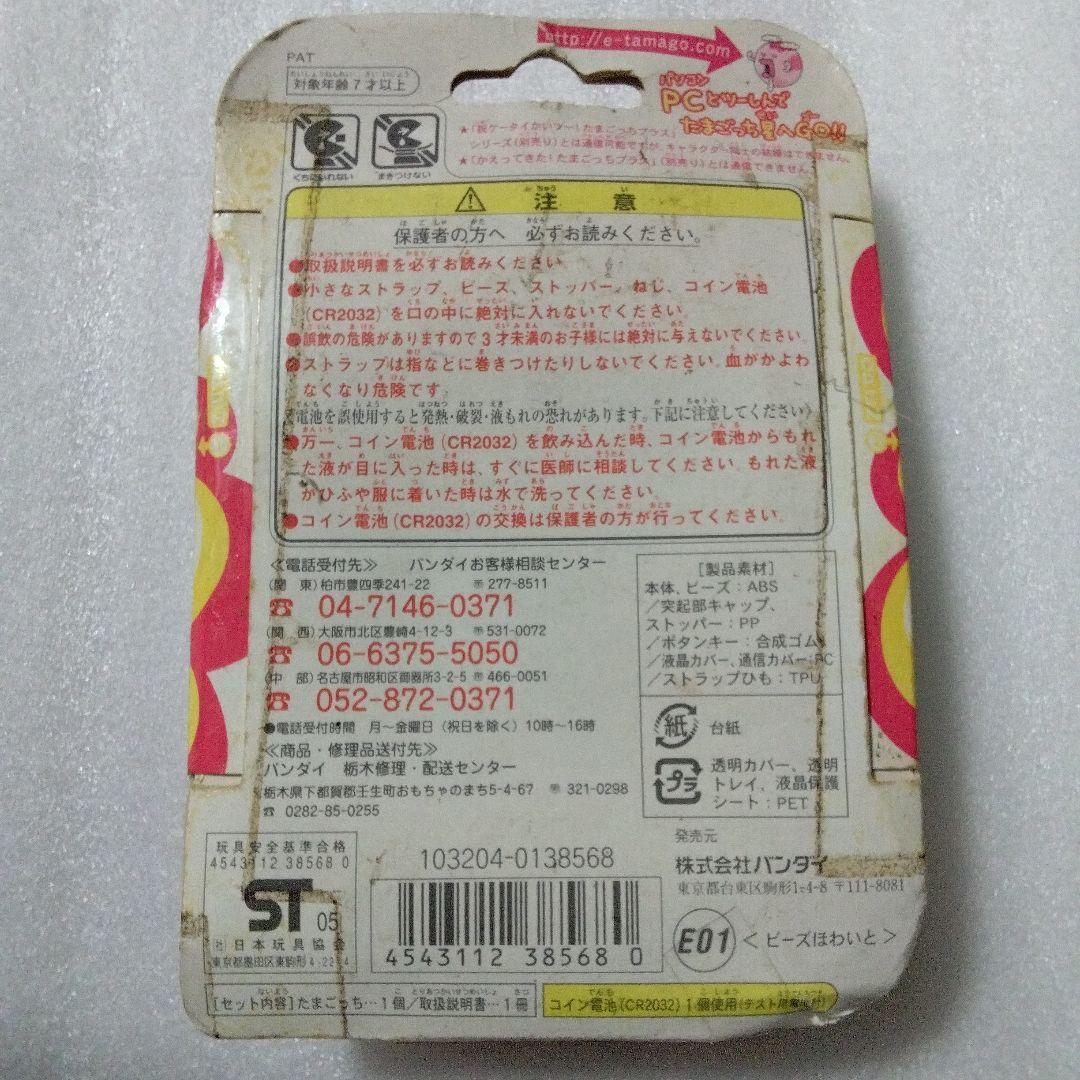 http://e-tamago.com
PAT
対象年齢7才以上
パソコン
PCとツーしんで
たまごっち星へGO!!
くちにいれない
まきつけない
★「祝ケータイかいツー!たまごっちプラス」
シリーズ(別売り)とは通信可能ですが、キャラクター同士の結婚はできません。
★「かえってきた!たまごっちプラス」(別売り)とは通信できません。
注意
保護者の方へ 必ずお読みください。
●取扱説明書を必ずお読みください。
●小さなストラップ、ビーズ、ストッパー、ねじ、コイン電池
(CR2032)を口の中に絶対に入れないでください。
●誤飲の危険がありますので3才未満のお子様には絶対に与えないでください。
●ストラップは指などに巻きつけたりしないでください。血がかよわ
なくなり危険です。
《電池を誤使用すると発熱・破裂・液もれの恐れがあります。下記に注意してください》
●万一、コイン電池(CR2032)を飲み込んだ時、コイン電池からもれ
た液が目に入った時は、すぐに医師に相談してください。もれた液
がひふや服に着いた時は水で洗ってください。
●コイン電池(CR2032)の交換は保護者の方が行ってください。
≪電話受付先≫ バンダイお客様相談センター
(関 東)柏市豊四季241-22 〒277-8511
☎ 04-7146-0371
(関 西)大阪市北区豊崎4-12-3 〒531-0072
☎ 06-6375-5050
(中 部)名古屋市昭和区御器所3-2-5 〒466-0051
☎ 052-872-0371
●電話受付時間 月〜金曜日(祝日を除く)10時〜16時
≪商品・修理品送付先≫
バンダイ 栃木修理・配送センター
栃木県下都賀郡壬生町おもちゃのまち5-4-67 〒321-0298
☎ 0282-85-0255
[製品素材]
本体、ビーズ:ABS
/突起部キャップ、
ストッパー:PP
/ボタンキー:合成ゴム
/液晶カバー、通信カバー:PC
/ストラップひも:TPU
紙 台紙
プラ 透明カバー、透明
トレイ、液晶保護
シート:PET
発売元
株式会社バンダイ
東京都台東区駒形1-4-8 〒111-8081
E01 <ビーズほわいと>
玩具安全基準合格
4543112 38568 0
ST 05
(社)日本玩具協会
東京都墨田区東駒形4-22-4
103204-0138568
4543112 385680
[セット内容]たまごっち…1個/取扱説明書…1冊
コイン電池(CR2032)1個使用(テスト用電池付)